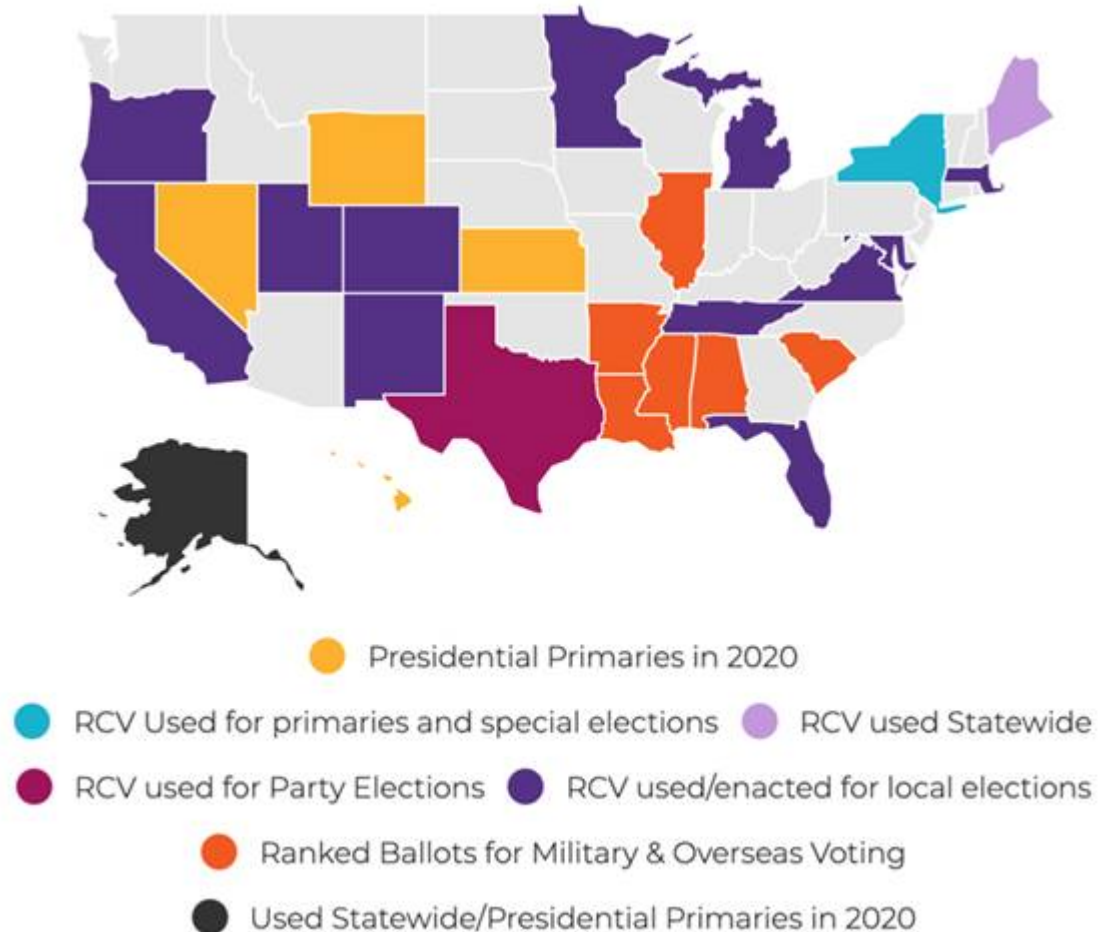 Presidential Primaries in 2020
RCV Used for primaries and special elections
RCV used Statewide
RCV used for Party Elections
RCV used/enacted for local elections
Ranked Ballots for Military & Overseas Voting
Used Statewide/Presidential Primaries in 2020